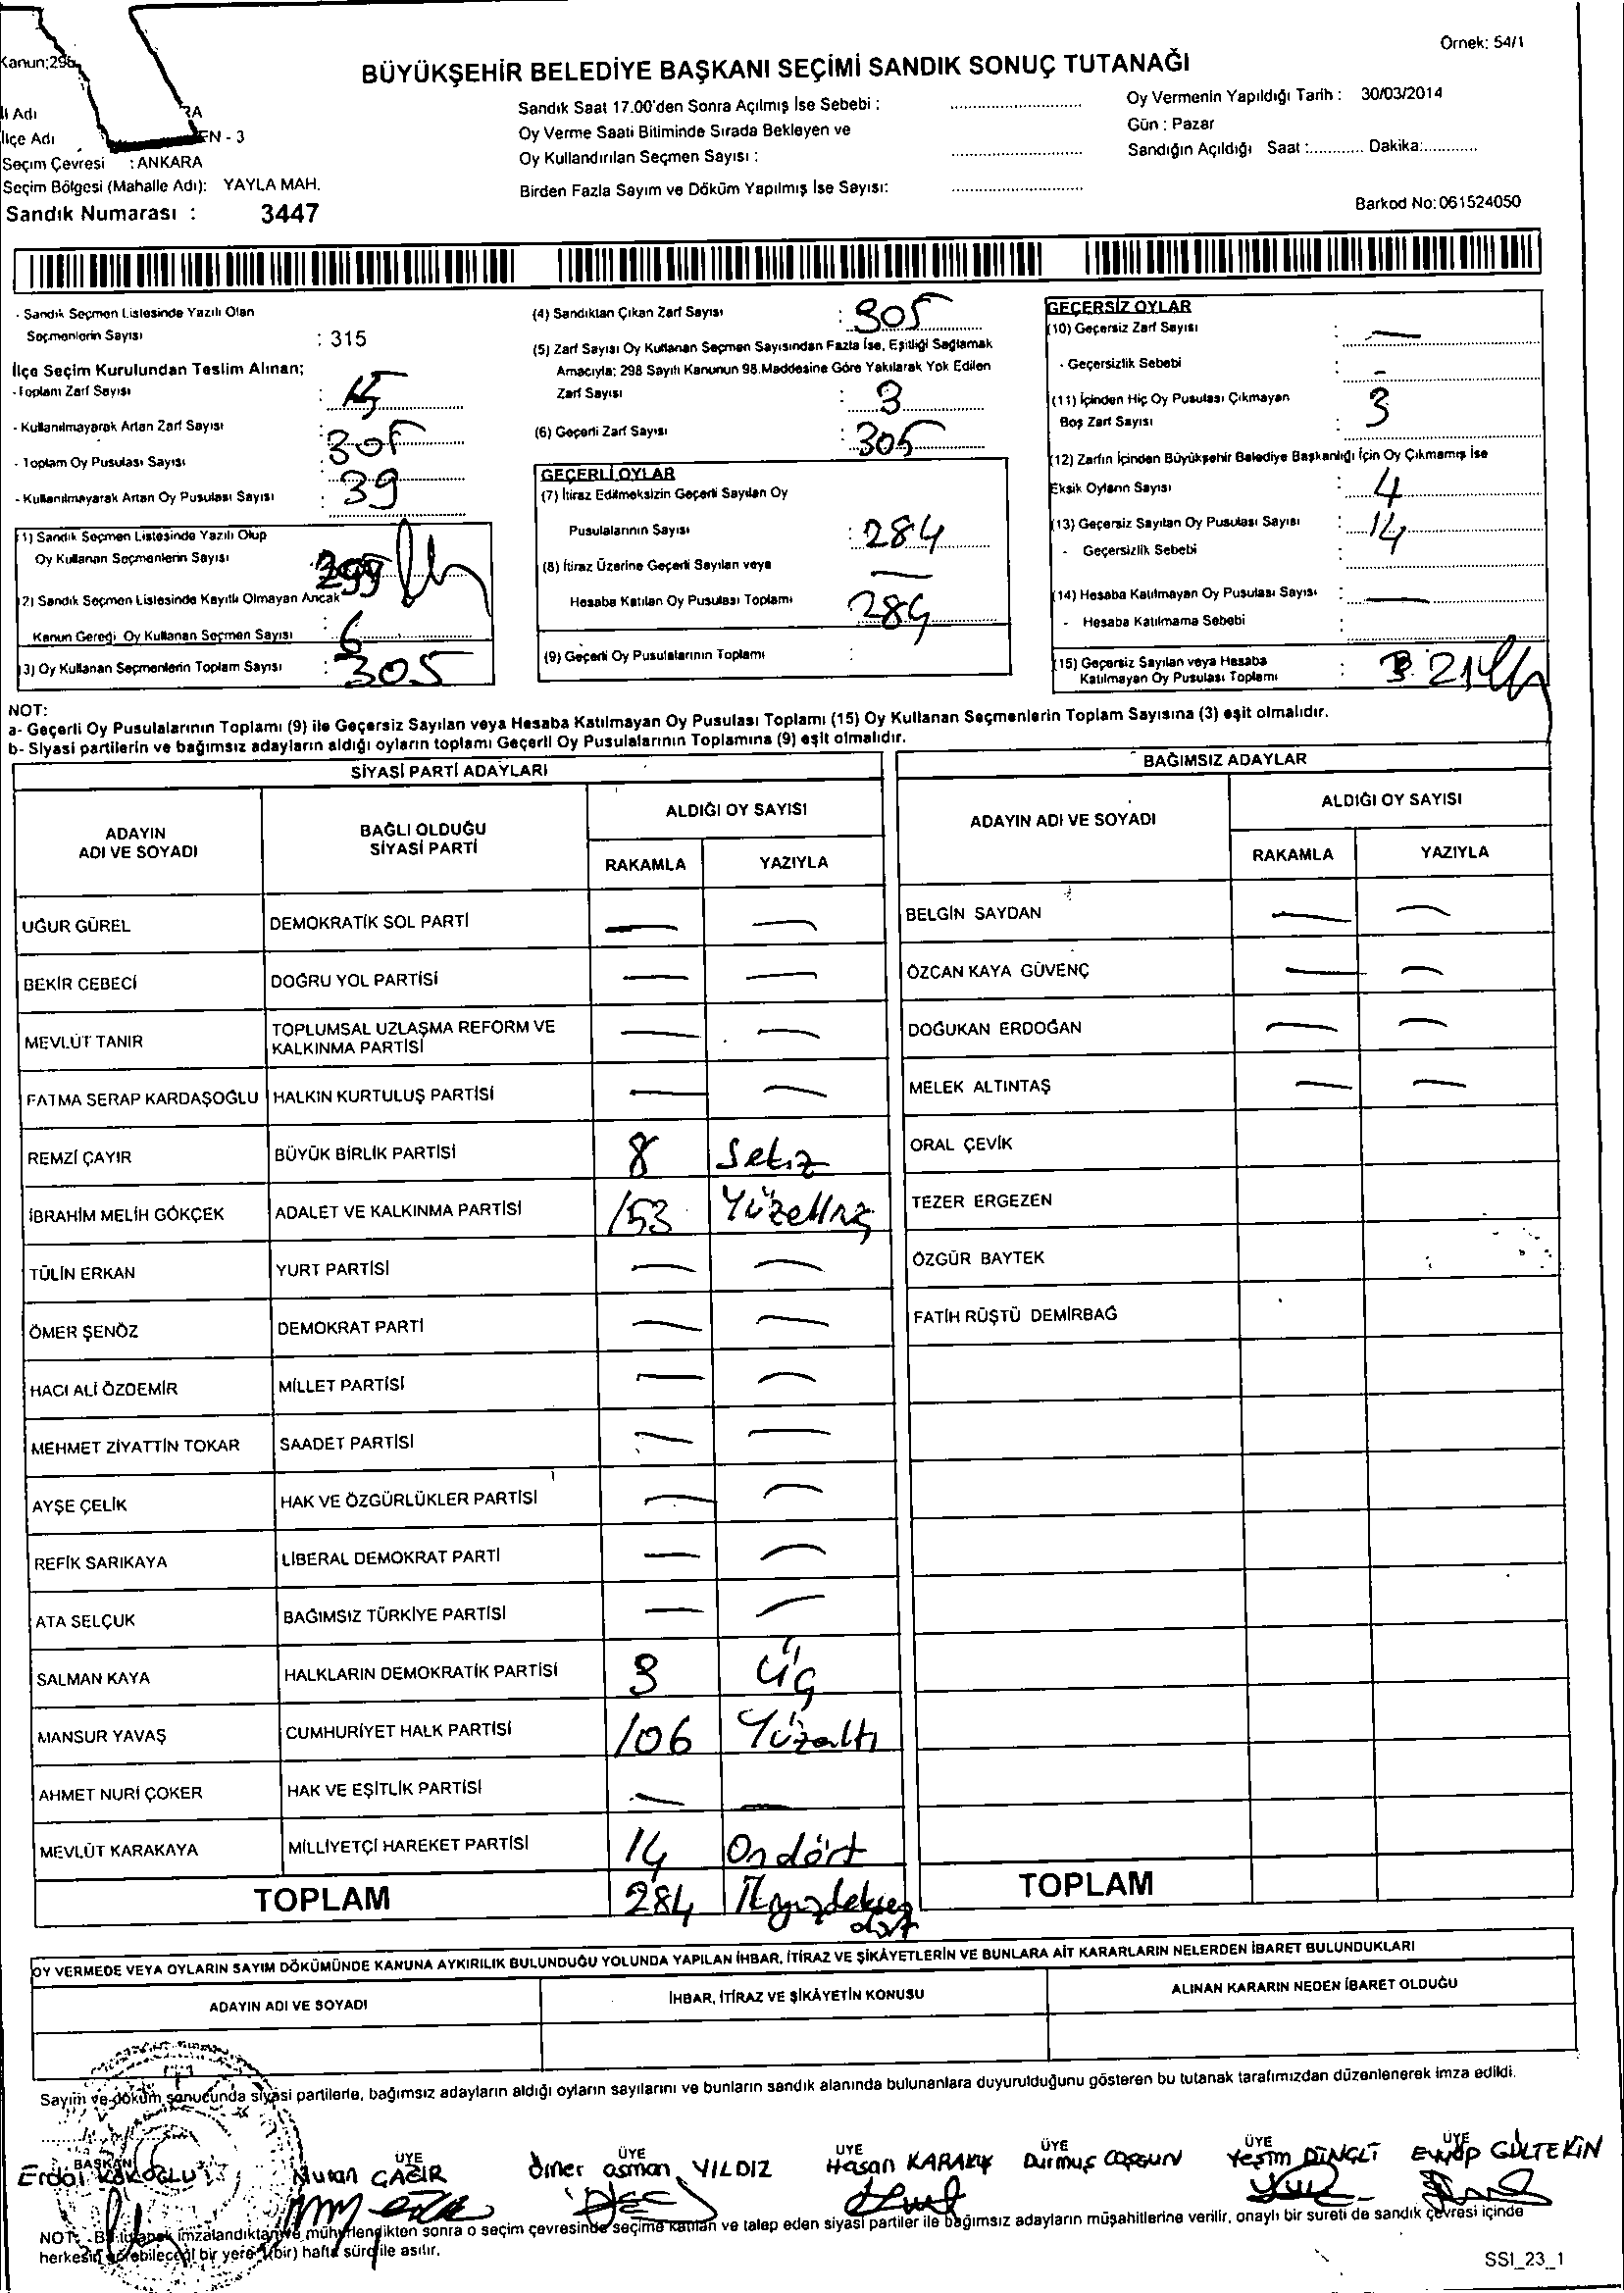 Örnek: 54/1
Kanun:298
BÜYÜKŞEHİR BELEDİYE BAŞKANI SEÇİMİ SANDIK SONUÇ TUTANAĞI
İli Adı RA
İlçe Adı EN - 3
Seçim Çevresi : ANKARA
Seçim Bölgesi (Mahalle Adı): YAYLA MAH.
Sandık Numarası : 3447
Sandık Saat 17.00'den Sonra Açılmış İse Sebebi :
Oy Verme Saati Bitiminde Sırada Bekleyen ve
Oy Kullandırılan Seçmen Sayısı :
Birden Fazla Sayım ve Döküm Yapılmış İse Sayısı:
Oy Vermenin Yapıldığı Tarih : 30/03/2014
Gün : Pazar
Sandığın Açıldığı Saat :............ Dakika:............
Barkod No: 061524050
- Sandık Seçmen Listesinde Yazılı Olan
Seçmenlerin Sayısı : 315
İlçe Seçim Kurulundan Teslim Alınan;
- Toplam Zarf Sayısı :
- Kullanılmayarak Artan Zarf Sayısı : 305
- Toplam Oy Pusulası Sayısı
- Kullanılmayarak Artan Oy Pusulası Sayısı : 39
(1) Sandık Seçmen Listesinde Yazılı Olup
Oy Kullanan Seçmenlerin Sayısı 299
(2) Sandık Seçmen Listesinde Kayıtlı Olmayan Ancak
Kanun Gereği Oy Kullanan Seçmen Sayısı : 6
(3) Oy Kullanan Seçmenlerin Toplam Sayısı : 305
(4) Sandıktan Çıkan Zarf Sayısı : 305
(5) Zarf Sayısı Oy Kullanan Seçmen Sayısından Fazla İse, Eşitliği Sağlamak
Amacıyla; 298 Sayılı Kanunun 98.Maddesine Göre Yakılarak Yok Edilen
Zarf Sayısı : 3
(6) Geçerli Zarf Sayısı : 305
GEÇERLİ OYLAR
(7) İtiraz Edilmeksizin Geçerli Sayılan Oy
Pusulalarının Sayısı : 284
(8) İtiraz Üzerine Geçerli Sayılan veya —
Hesaba Katılan Oy Pusulası Toplamı 284
(9) Geçerli Oy Pusulalarının Toplamı :
GEÇERSİZ OYLAR
(10) Geçersiz Zarf Sayısı : —
- Geçersizlik Sebebi : -
(11) İçinden Hiç Oy Pusulası Çıkmayan
Boş Zarf Sayısı : 3
(12) Zarfın İçinden Büyükşehir Belediye Başkanlığı İçin Oy Çıkmamış İse
Eksik Oyların Sayısı : 4
(13) Geçersiz Sayılan Oy Pusulası Sayısı : 14
- Geçersizlik Sebebi :
(14) Hesaba Katılmayan Oy Pusulası Sayısı : —
- Hesaba Katılmama Sebebi :
(15) Geçersiz Sayılan veya Hesaba
Katılmayan Oy Pusulası Toplamı : 21
NOT:
a- Geçerli Oy Pusulalarının Toplamı (9) ile Geçersiz Sayılan veya Hesaba Katılmayan Oy Pusulası Toplamı (15) Oy Kullanan Seçmenlerin Toplam Sayısına (3) eşit olmalıdır.
b- Siyasi partilerin ve bağımsız adayların aldığı oyların toplamı Geçerli Oy Pusulalarının Toplamına (9) eşit olmalıdır.
SİYASİ PARTİ ADAYLARI
ADAYIN ADI VE SOYADI BAĞLI OLDUĞU SİYASİ PARTİ ALDIĞI OY SAYISI
RAKAMLA YAZIYLA
UĞUR GÜREL DEMOKRATİK SOL PARTİ — —
BEKİR CEBECİ DOĞRU YOL PARTİSİ — —
MEVLÜT TANIR TOPLUMSAL UZLAŞMA REFORM VE KALKINMA PARTİSİ — —
FATMA SERAP KARDAŞOĞLU HALKIN KURTULUŞ PARTİSİ — —
REMZİ ÇAYIR BÜYÜK BİRLİK PARTİSİ 8 Sekiz
İBRAHİM MELİH GÖKÇEK ADALET VE KALKINMA PARTİSİ 153 Yüzelliüç
TÜLİN ERKAN YURT PARTİSİ — —
ÖMER ŞENÖZ DEMOKRAT PARTİ — —
HACI ALİ ÖZDEMİR MİLLET PARTİSİ — —
MEHMET ZİYATTİN TOKAR SAADET PARTİSİ — —
AYŞE ÇELİK HAK VE ÖZGÜRLÜKLER PARTİSİ — —
REFİK SARIKAYA LİBERAL DEMOKRAT PARTİ — —
ATA SELÇUK BAĞIMSIZ TÜRKİYE PARTİSİ — —
SALMAN KAYA HALKLARIN DEMOKRATİK PARTİSİ 3 Üç
MANSUR YAVAŞ CUMHURİYET HALK PARTİSİ 106 Yüzaltı
AHMET NURİ ÇOKER HAK VE EŞİTLİK PARTİSİ — —
MEVLÜT KARAKAYA MİLLİYETÇİ HAREKET PARTİSİ 14 Ondört
TOPLAM 284
BAĞIMSIZ ADAYLAR
ADAYIN ADI VE SOYADI ALDIĞI OY SAYISI
RAKAMLA YAZIYLA
BELGİN SAYDAN — —
ÖZCAN KAYA GÜVENÇ — —
DOĞUKAN ERDOĞAN — —
MELEK ALTINTAŞ — —
ORAL ÇEVİK
TEZER ERGEZEN
ÖZGÜR BAYTEK
FATİH RÜŞTÜ DEMİRBAĞ
TOPLAM
OY VERMEDE VEYA OYLARIN SAYIM DÖKÜMÜNDE KANUNA AYKIRILIK BULUNDUĞU YOLUNDA YAPILAN İHBAR, İTİRAZ VE ŞİKÂYETLERİN VE BUNLARA AİT KARARLARIN NELERDEN İBARET BULUNDUKLARI
ADAYIN ADI VE SOYADI İHBAR, İTİRAZ VE ŞİKÂYETİN KONUSU ALINAN KARARIN NEDEN İBARET OLDUĞU
Sayım ve döküm sonucunda siyasi partilerle, bağımsız adayların aldığı oyların sayılarını ve bunların sandık alanında bulunanlara duyurulduğunu gösteren bu tutanak tarafımızdan düzenlenerek imza edildi.
BAŞKAN ÜYE ÜYE ÜYE ÜYE ÜYE ÜYE
Erdal Ömer Osman YILDIZ Hasan Durmuş COŞGUN Yeşim DİNÇLİ Eyyüp GÜLTEKİN
NOT: Bu tutanak imzalandıktan ve mühürlendikten sonra o seçim çevresinde seçime katılan ve talep eden siyasi partiler ile bağımsız adayların müşahitlerine verilir, onaylı bir sureti de sandık çevresi içinde
herkesin görebileceği bir yere (bir) hafta süre ile asılır.
SSI_23_1